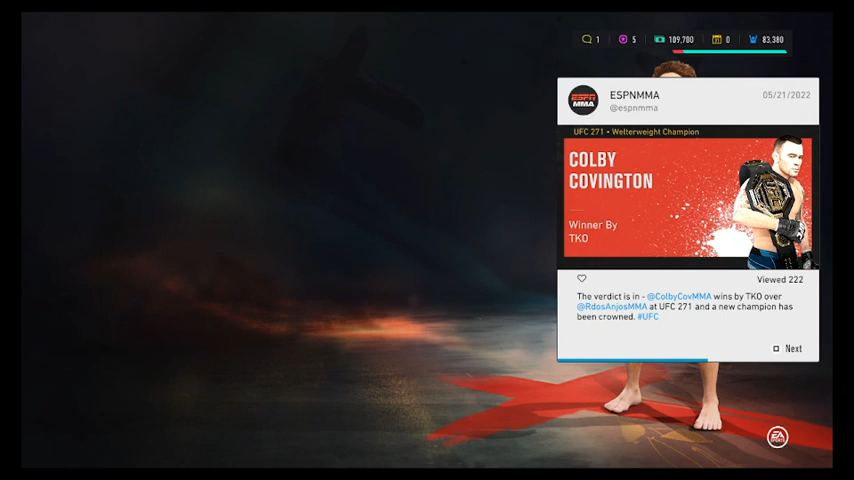 1 5 109,700 0 83,380
ESPNMMA 05/21/2022
@espnmma
ESPN
MMA
UFC 271 • Welterweight Champion
COLBY
COVINGTON
Winner By
TKO
Viewed 222
The verdict is in - @ColbyCovMMA wins by TKO over
@RdosAnjosMMA at UFC 271 and a new champion has
been crowned. #UFC
Next
EA
SPORTS